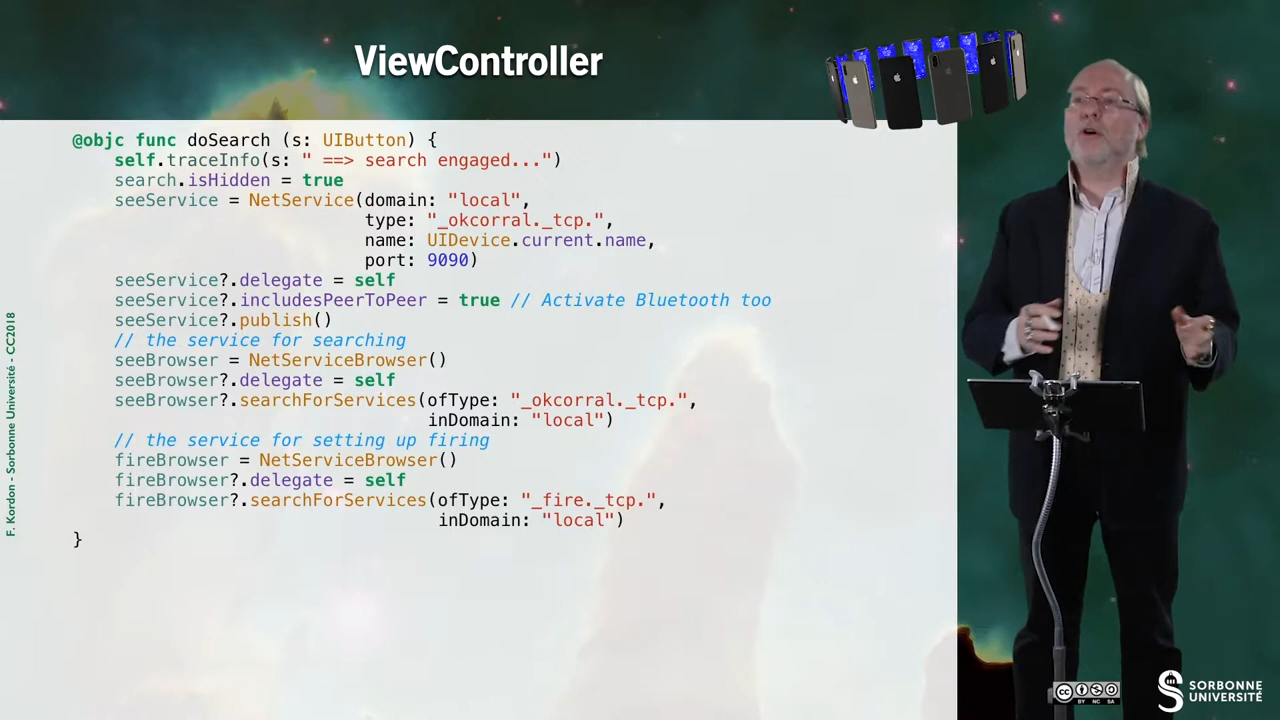 ViewController
@objc func doSearch (s: UIButton) {
self.traceInfo(s: " ==> search engaged...")
search.isHidden = true
seeService = NetService(domain: "local",
type: "_okcorral._tcp.",
name: UIDevice.current.name,
port: 9090)
seeService?.delegate = self
seeService?.includesPeerToPeer = true // Activate Bluetooth too
seeService?.publish()
// the service for searching
seeBrowser = NetServiceBrowser()
seeBrowser?.delegate = self
seeBrowser?.searchForServices(ofType: "_okcorral._tcp.",
inDomain: "local")
// the service for setting up firing
fireBrowser = NetServiceBrowser()
fireBrowser?.delegate = self
fireBrowser?.searchForServices(ofType: "_fire._tcp.",
inDomain: "local")
}
F. Kordon - Sorbonne Université - CC2018
CC BY NC SA
SORBONNE
UNIVERSITÉ